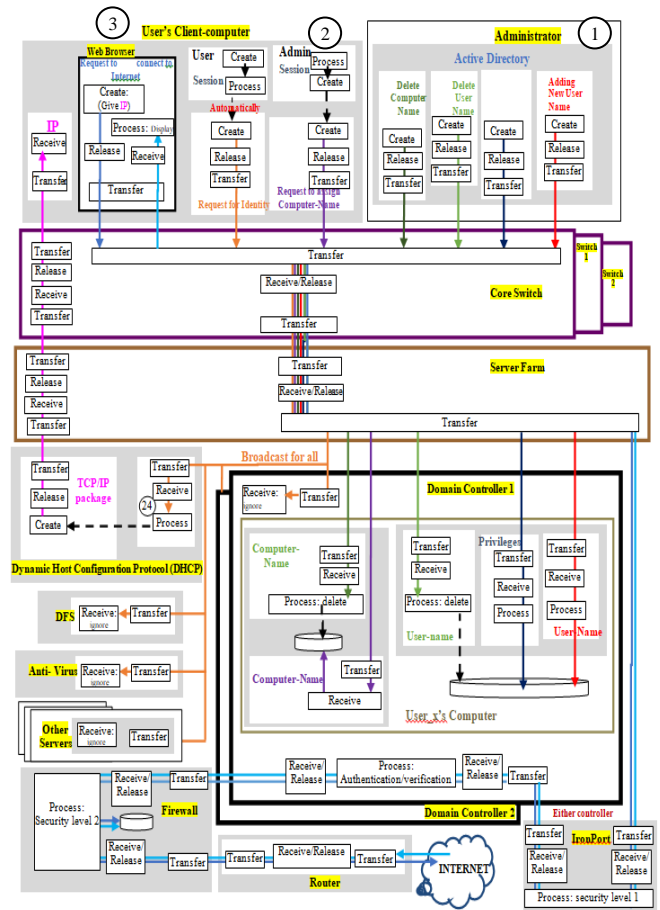 3
User's Client-computer
2
Administrator
1
Web Browser
Request to connect to
Internet
Create:
(Give IP)
Process: Display
Release
Receive
Transfer
IP
Receive
Transfer
User
Session
Create
Process
Automatically
Create
Release
Transfer
Request for Identity
Admin
Session
Process
Create
Create
Release
Transfer
Request to assign
Computer-Name
Active Directory
Delete
Computer
Name
Create
Release
Transfer
Delete
User
Name
Create
Release
Transfer
Create
Release
Transfer
Adding
New User
Name
Create
Release
Transfer
Transfer
Release
Receive
Transfer
Transfer
Receive/Release
Transfer
Core Switch
Switch
1
Switch
2
Transfer
Release
Receive
Transfer
Transfer
Receive/Release
Transfer
Server Farm
Broadcast for all
Transfer
Release
Create
TCP/IP
package
Transfer
Receive
24
Process
Dynamic Host Configuration Protocol (DHCP)
DFS
Receive:
ignore
Transfer
Anti- Virus
Receive:
ignore
Transfer
Other
Servers
Receive:
ignore
Transfer
Receive:
ignore
Transfer
Domain Controller 1
Computer-
Name
Transfer
Receive
Process: delete
Computer-Name
Transfer
Receive
Transfer
Receive
Process: delete
User-name
Privileges
Transfer
Receive
Process
Transfer
Receive
Process
User-Name
User_x's Computer
Receive/
Release
Process:
Authentication/verification
Receive/
Release
Transfer
Domain Controller 2
Either controller
Process:
Security level 2
Receive/
Release
Transfer
Firewall
Receive/
Release
Transfer
Transfer
Receive/Release
Transfer
Router
INTERNET
Transfer
IronPort
Transfer
Receive/
Release
Receive/
Release
Process: security level 1